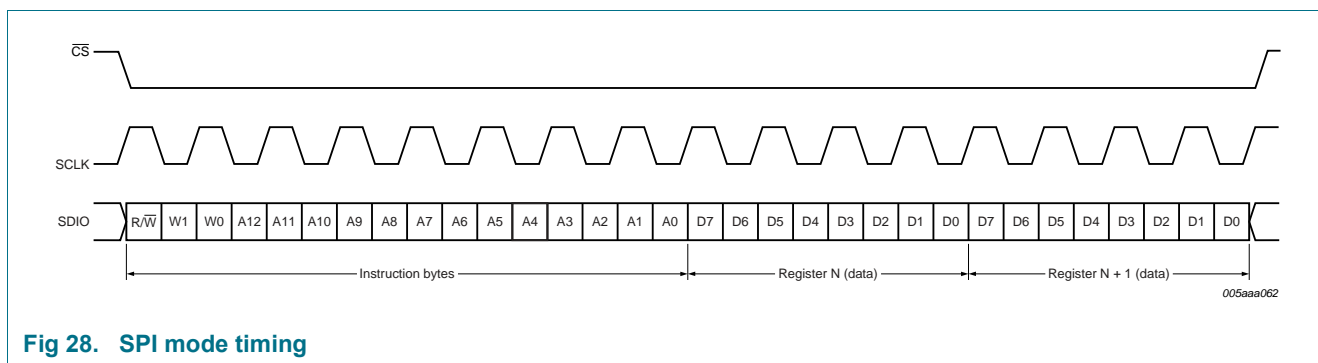 CS
SCLK
SDIO R/W W1 W0 A12 A11 A10 A9 A8 A7 A6 A5 A4 A3 A2 A1 A0 D7 D6 D5 D4 D3 D2 D1 D0 D7 D6 D5 D4 D3 D2 D1 D0
Instruction bytes Register N (data) Register N + 1 (data)
005aaa062
Fig 28. SPI mode timing